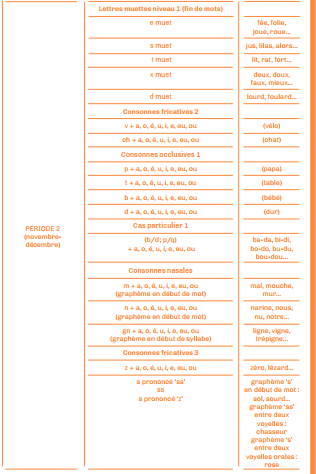 Lettres muettes niveau 1 (fin de mots)
e muet
fée, folie,
joue, roue...
s muet
jus, lilas, alors...
t muet
lit, rat, fort...
x muet
deux, doux,
faux, mieux...
d muet
lourd, foulard...
Consonnes fricatives 2
v + a, o, é, u, i, e, eu, ou
(vélo)
ch + a, o, é, u, i, e, eu, ou
(chat)
Consonnes occlusives 1
p + a, o, é, u, i, e, eu, ou
(papa)
t + a, o, é, u, i, e, eu, ou
(table)
b + a, o, é, u, i, e, eu, ou
(bébé)
d + a, o, é, u, i, e, eu, ou
(dur)
PÉRIODE 2
(novembre-
décembre)
Cas particulier 1
(b/d; p/q)
+ a, o, é, u, i, e, eu, ou
ba-da, bi-di,
bo-do, bu-du,
bou-dou...
Consonnes nasales
m + a, o, é, u, i, e, eu, ou
(graphème en début de mot)
mal, mouche,
mur...
n + a, o, é, u, i, e, eu, ou
(graphème en début de mot)
narine, nous,
nu, notre...
gn + a, o, é, u, i, e, eu, ou
(graphème en début de syllabe)
ligne, vigne,
trépigne...
Consonnes fricatives 3
z + a, o, é, u, i, e, eu, ou
zéro, lézard...
s prononcé 'ss'
ss
s prononcé 'z'
graphème 's'
en début de mot :
sol, sourd...
graphème 'ss'
entre deux
voyelles :
chasseur
graphème 's'
entre deux
voyelles orales :
rose